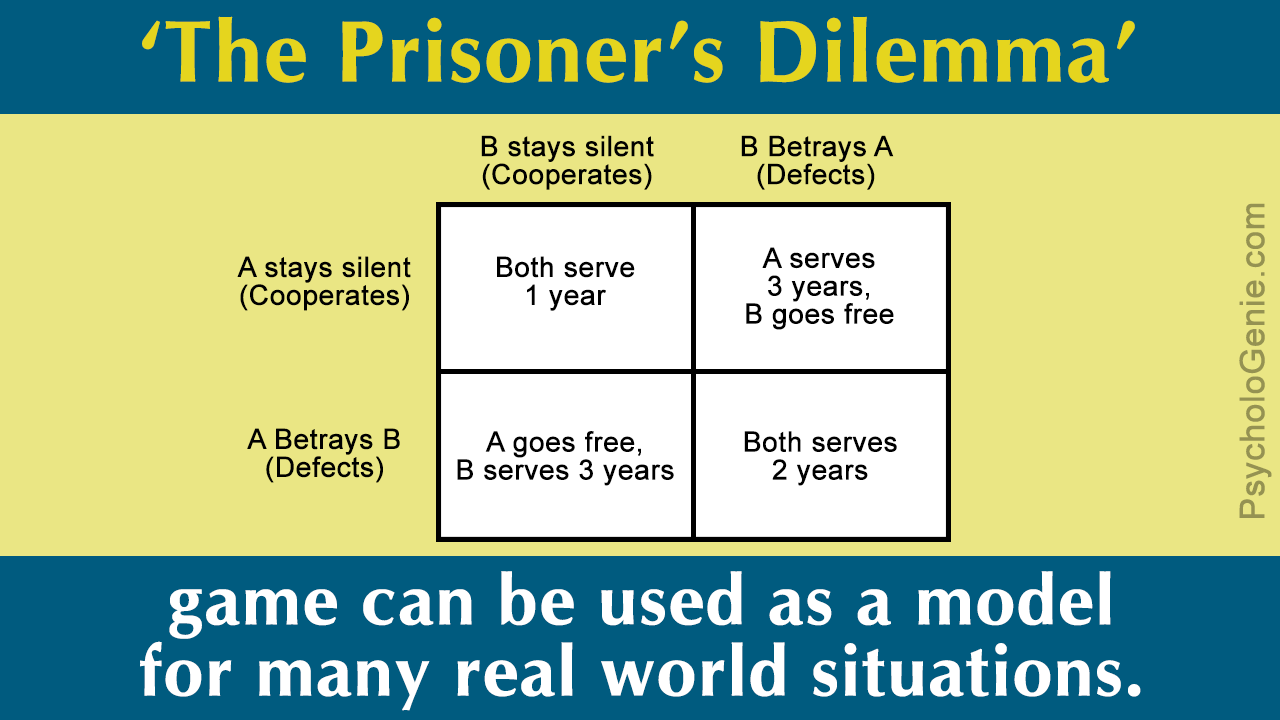 ‘The Prisoner’s Dilemma’
B stays silent
(Cooperates)
B Betrays A
(Defects)
A stays silent
(Cooperates)
Both serve
1 year
A serves
3 years,
B goes free
A Betrays B
(Defects)
A goes free,
B serves 3 years
Both serves
2 years
PsycholoGenie.com
game can be used as a model
for many real world situations.